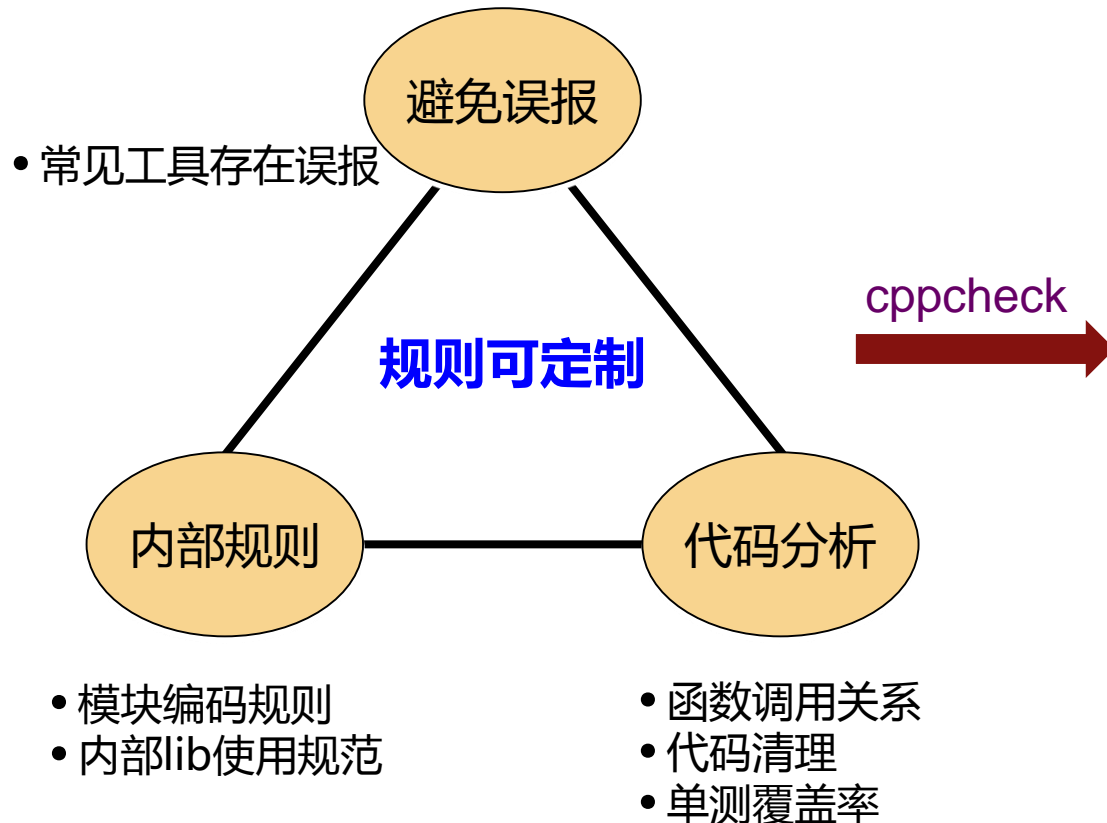 避免误报
• 常见工具存在误报
cppcheck
规则可定制
内部规则
代码分析
• 模块编码规则
• 内部lib使用规范
• 函数调用关系
• 代码清理
• 单测覆盖率